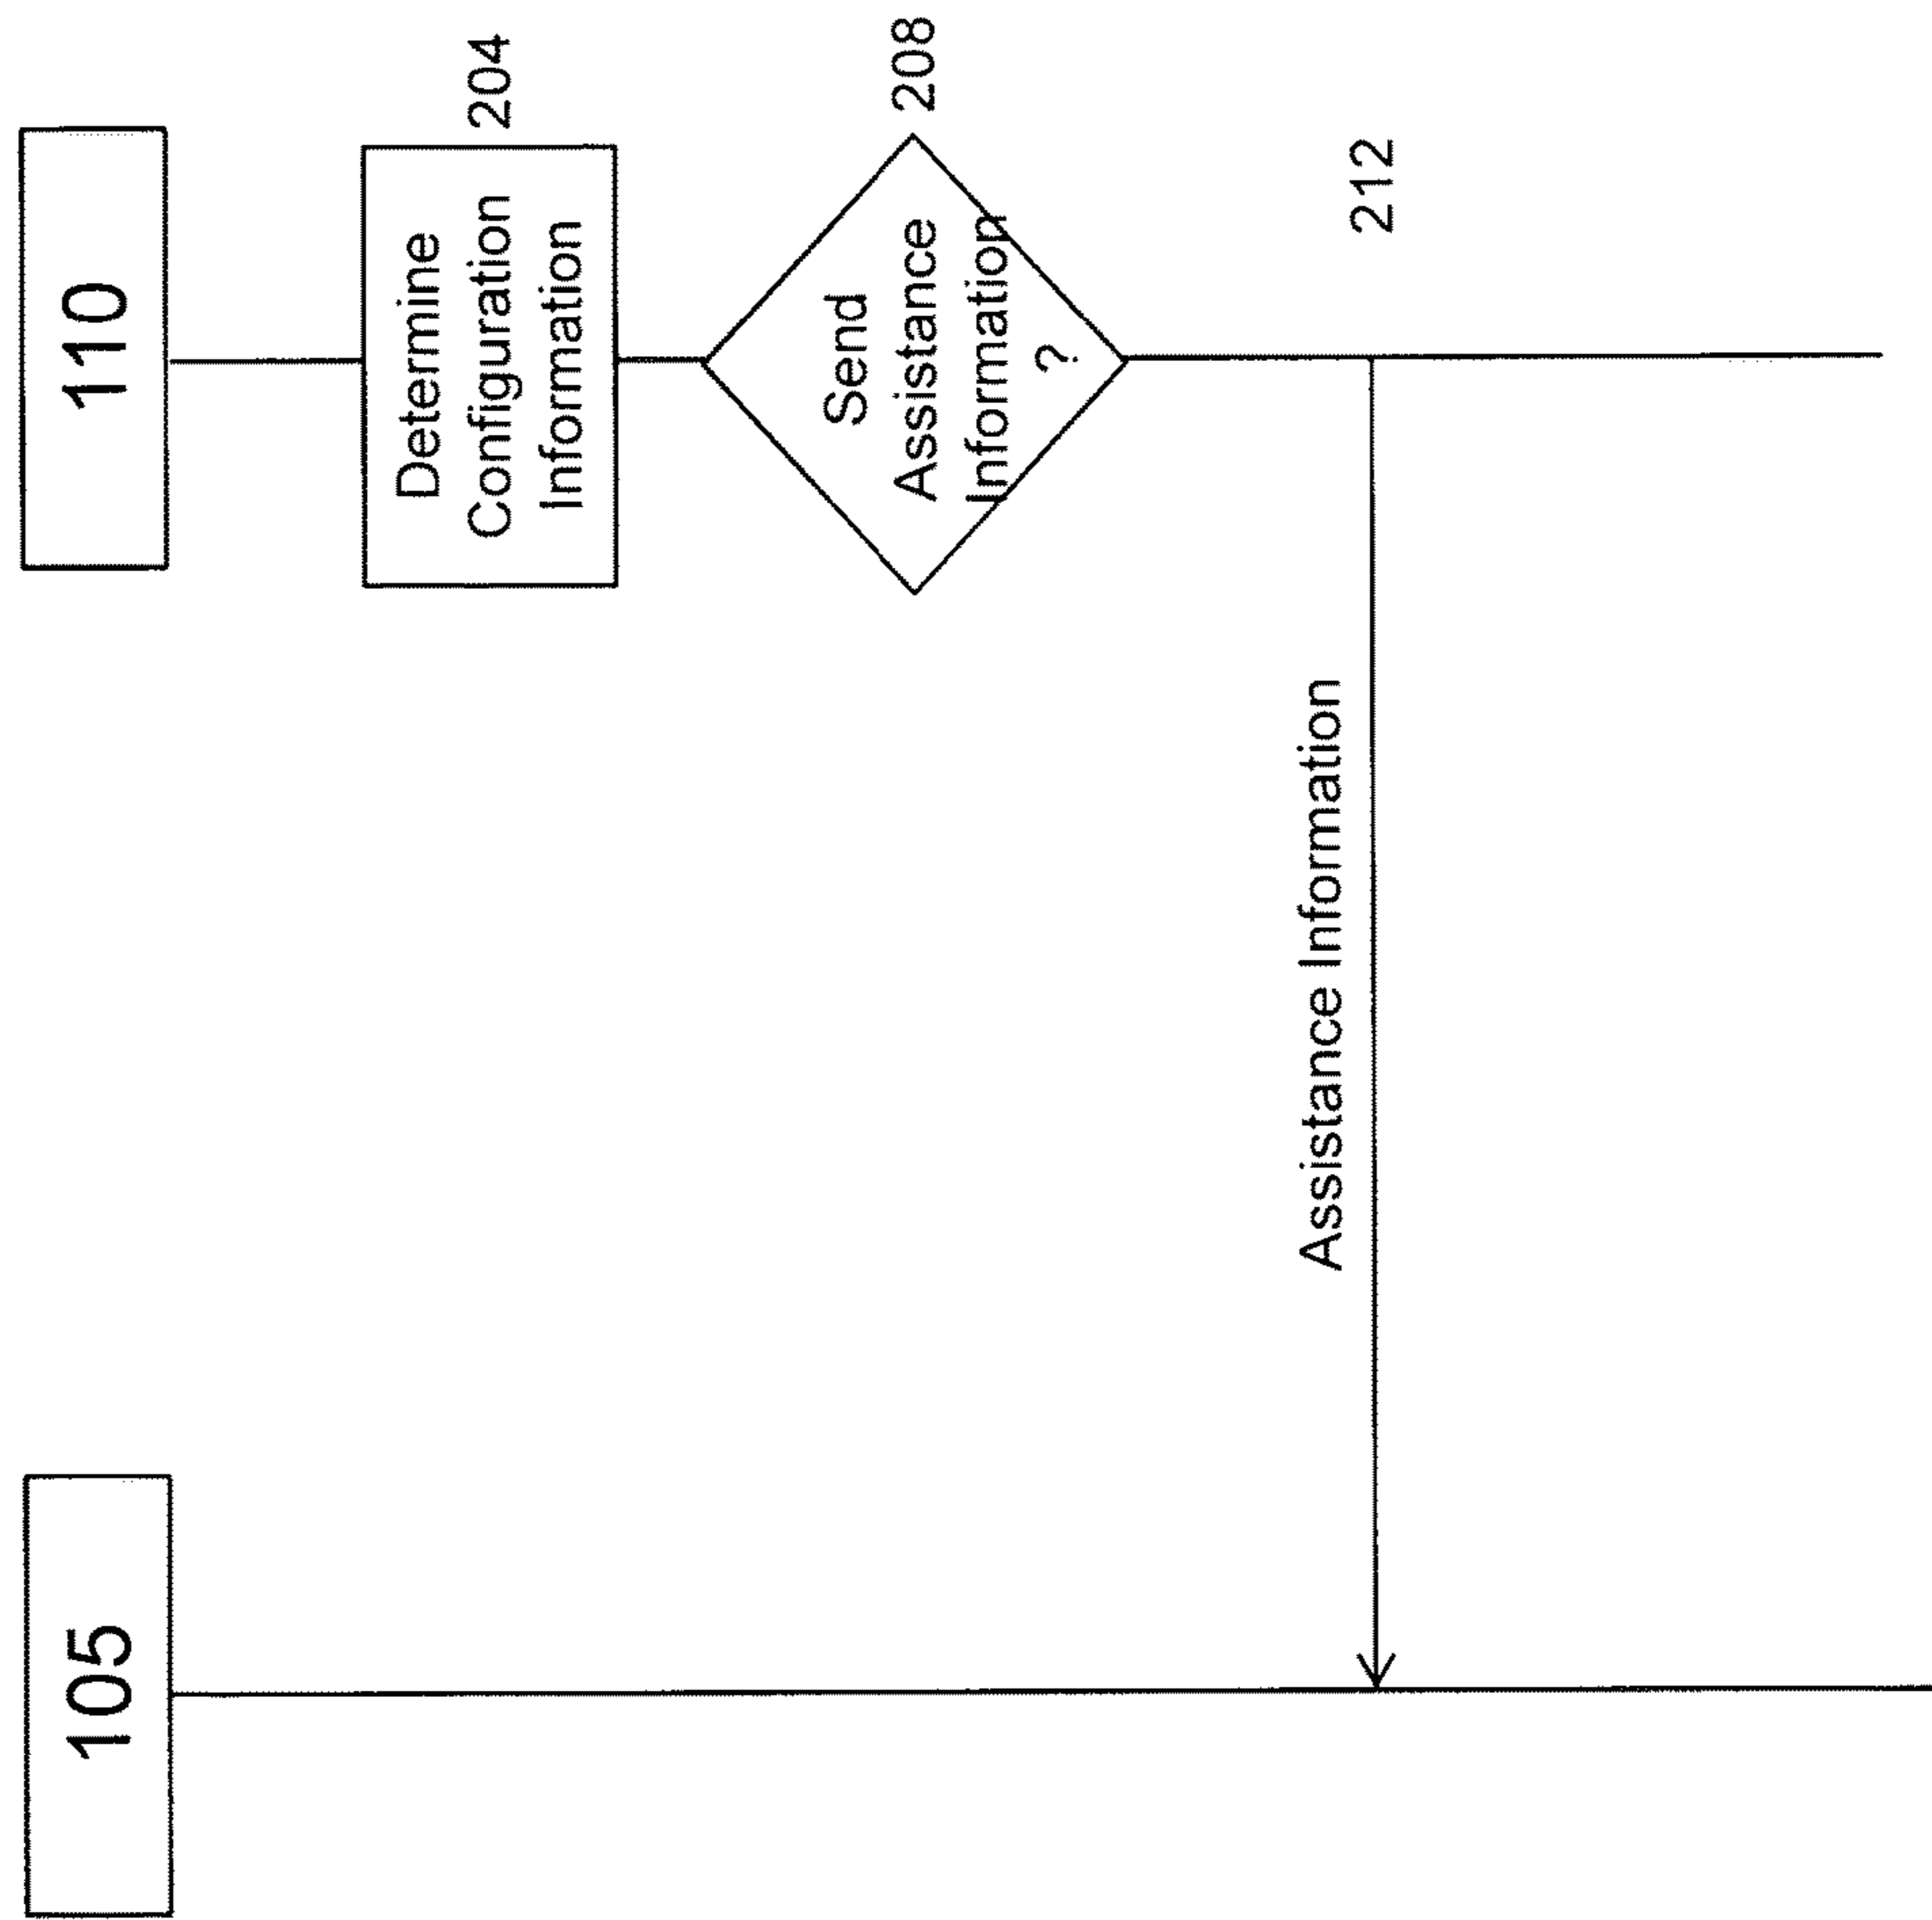 105
110
Determine
Configuration
Information
204
Send
Assistance
Information
?
208
Assistance Information
212